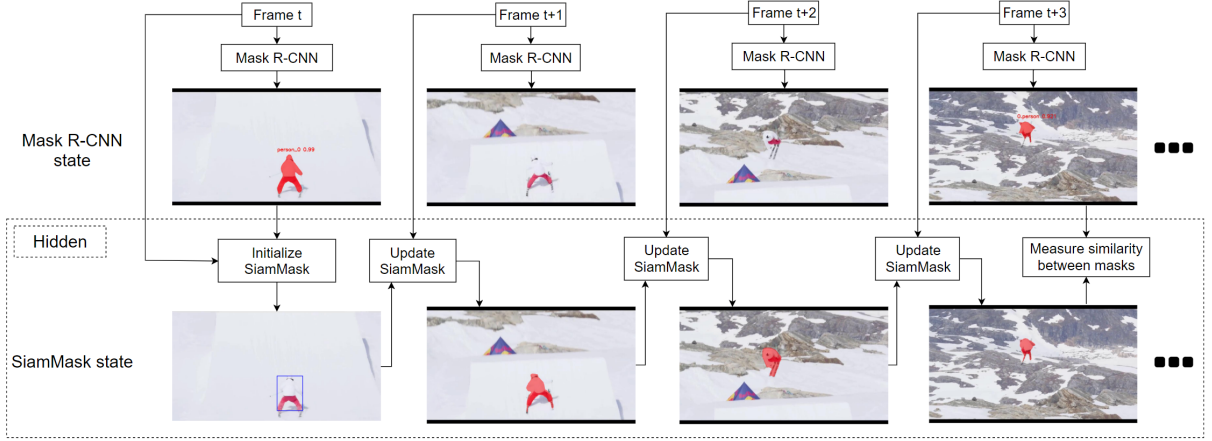 Frame t
Frame t+1
Frame t+2
Frame t+3
Mask R-CNN
Mask R-CNN
Mask R-CNN
Mask R-CNN
Mask R-CNN
state
person_0 0.99
Hidden
Initialize
SiamMask
Update
SiamMask
Update
SiamMask
Update
SiamMask
Measure similarity
between masks
SiamMask state